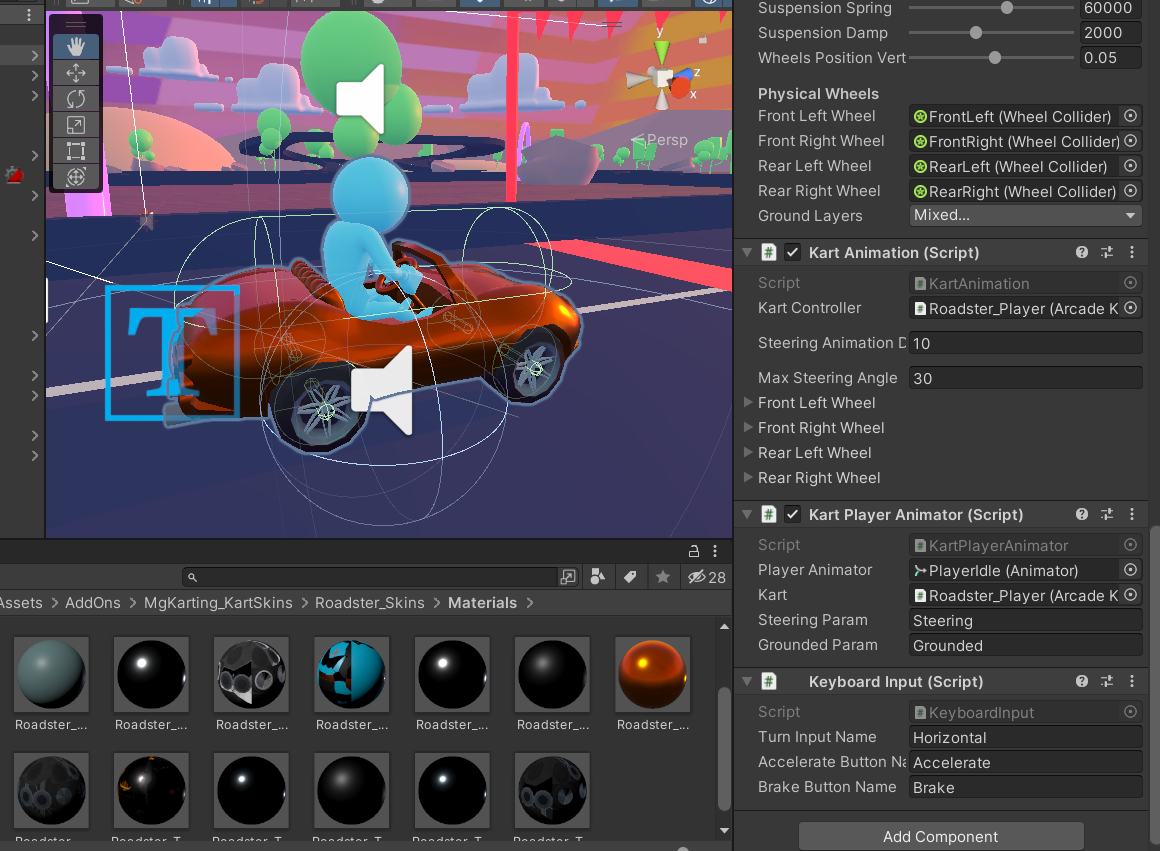 Suspension Spring 60000
Suspension Damp 2000
Wheels Position Vert 0.05
Physical Wheels
Front Left Wheel FrontLeft (Wheel Collider)
Front Right Wheel FrontRight (Wheel Collider)
Rear Left Wheel RearLeft (Wheel Collider)
Rear Right Wheel RearRight (Wheel Collider)
Ground Layers Mixed...
# Kart Animation (Script)
Script KartAnimation
Kart Controller Roadster_Player (Arcade K
Steering Animation D 10
Max Steering Angle 30
Front Left Wheel
Front Right Wheel
Rear Left Wheel
Rear Right Wheel
# Kart Player Animator (Script)
Script KartPlayerAnimator
Player Animator PlayerIdle (Animator)
Kart Roadster_Player (Arcade K
Steering Param Steering
Grounded Param Grounded
# Keyboard Input (Script)
Script KeyboardInput
Turn Input Name Horizontal
Accelerate Button Na Accelerate
Brake Button Name Brake
Add Component
y
z
x
Persp
T
28
Assets > AddOns > MgKarting_KartSkins > Roadster_Skins > Materials >
Roadster_... Roadster_... Roadster_... Roadster_... Roadster_... Roadster_... Roadster_...